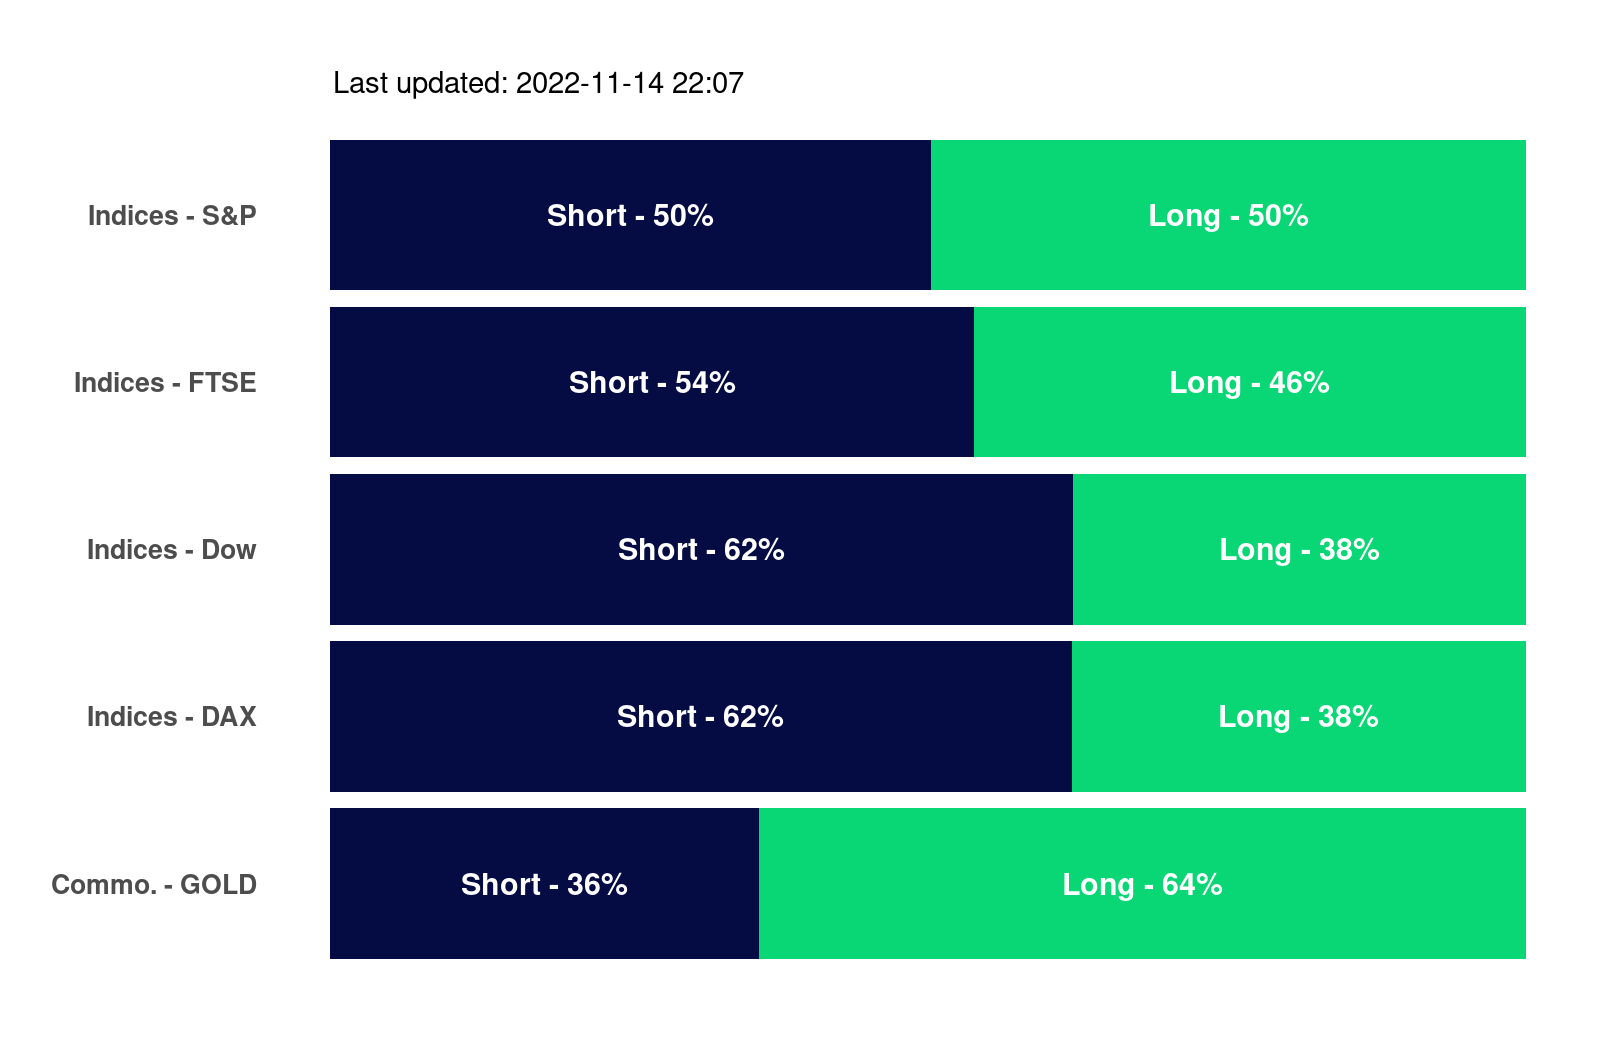 Last updated: 2022-11-14 22:07
Indices - S&P Short - 50% Long - 50%
Indices - FTSE Short - 54% Long - 46%
Indices - Dow Short - 62% Long - 38%
Indices - DAX Short - 62% Long - 38%
Commo. - GOLD Short - 36% Long - 64%